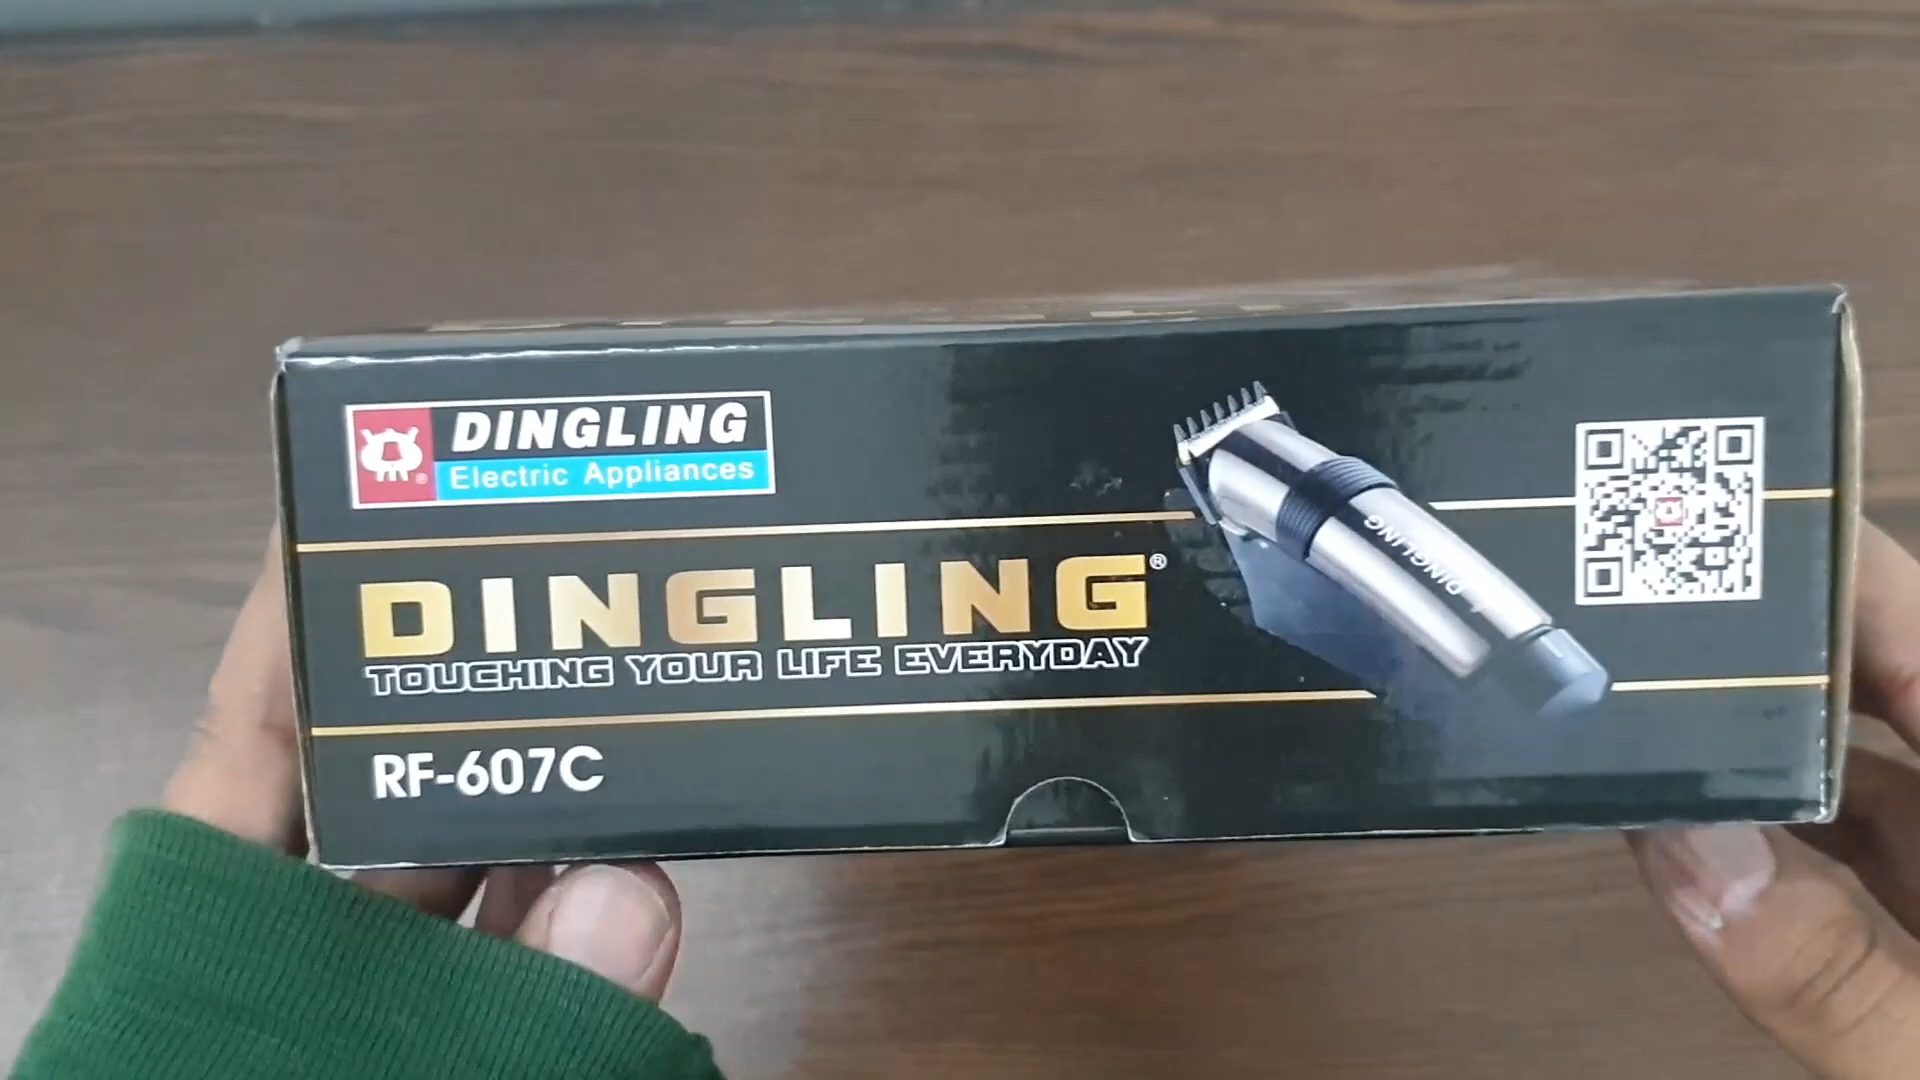 DINGLING
Electric Appliances
®
DINGLING®
TOUCHING YOUR LIFE EVERYDAY
RF-607C
DINGLING